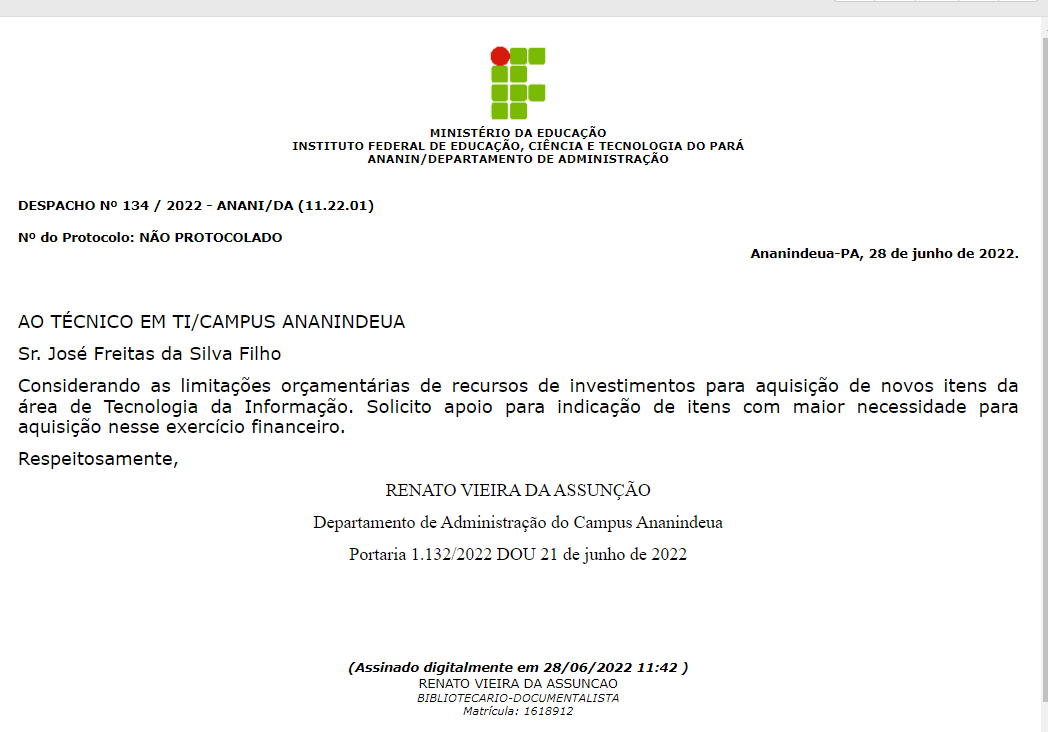 MINISTÉRIO DA EDUCAÇÃO
INSTITUTO FEDERAL DE EDUCAÇÃO, CIÊNCIA E TECNOLOGIA DO PARÁ
ANANIN/DEPARTAMENTO DE ADMINISTRAÇÃO
DESPACHO Nº 134 / 2022 - ANANI/DA (11.22.01)
Nº do Protocolo: NÃO PROTOCOLADO
Ananindeua-PA, 28 de junho de 2022.
AO TÉCNICO EM TI/CAMPUS ANANINDEUA
Sr. José Freitas da Silva Filho
Considerando as limitações orçamentárias de recursos de investimentos para aquisição de novos itens da
área de Tecnologia da Informação. Solicito apoio para indicação de itens com maior necessidade para
aquisição nesse exercício financeiro.
Respeitosamente,
RENATO VIEIRA DA ASSUNÇÃO
Departamento de Administração do Campus Ananindeua
Portaria 1.132/2022 DOU 21 de junho de 2022
(Assinado digitalmente em 28/06/2022 11:42 )
RENATO VIEIRA DA ASSUNCAO
BIBLIOTECARIO-DOCUMENTALISTA
Matrícula: 1618912